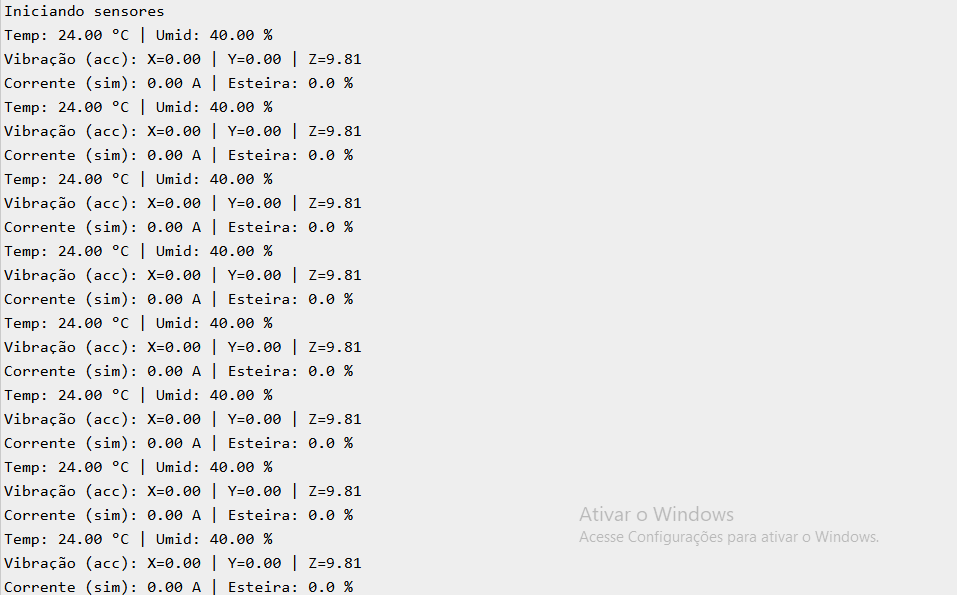 Iniciando sensores
Temp: 24.00 ºC | Umid: 40.00 %
Vibração (acc): X=0.00 | Y=0.00 | Z=9.81
Corrente (sim): 0.00 A | Esteira: 0.0 %
Temp: 24.00 ºC | Umid: 40.00 %
Vibração (acc): X=0.00 | Y=0.00 | Z=9.81
Corrente (sim): 0.00 A | Esteira: 0.0 %
Temp: 24.00 ºC | Umid: 40.00 %
Vibração (acc): X=0.00 | Y=0.00 | Z=9.81
Corrente (sim): 0.00 A | Esteira: 0.0 %
Temp: 24.00 ºC | Umid: 40.00 %
Vibração (acc): X=0.00 | Y=0.00 | Z=9.81
Corrente (sim): 0.00 A | Esteira: 0.0 %
Temp: 24.00 ºC | Umid: 40.00 %
Vibração (acc): X=0.00 | Y=0.00 | Z=9.81
Corrente (sim): 0.00 A | Esteira: 0.0 %
Temp: 24.00 ºC | Umid: 40.00 %
Vibração (acc): X=0.00 | Y=0.00 | Z=9.81
Corrente (sim): 0.00 A | Esteira: 0.0 %
Temp: 24.00 ºC | Umid: 40.00 %
Vibração (acc): X=0.00 | Y=0.00 | Z=9.81
Corrente (sim): 0.00 A | Esteira: 0.0 %
Temp: 24.00 ºC | Umid: 40.00 %
Vibração (acc): X=0.00 | Y=0.00 | Z=9.81
Corrente (sim): 0.00 A | Esteira: 0.0 %
Ativar o Windows
Acesse Configurações para ativar o Windows.